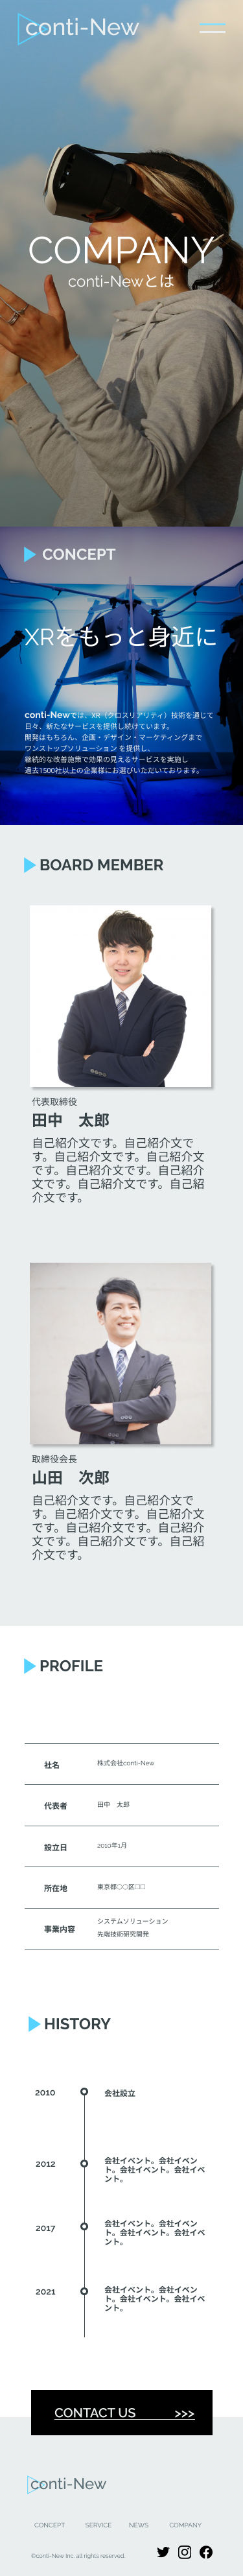 conti-New
COMPANY
conti-Newとは
CONCEPT
XRをもっと身近に
conti-Newでは、XR（クロスリアリティ）技術を通じて
日々、新たなサービスを提供し続けています。
開発はもちろん、企画・デザイン・マーケティングまで
ワンストップソリューション を提供し、
継続的な改善施策で効果の見えるサービスを実施し
過去1500社以上の企業様にお選びいただいております。
BOARD MEMBER
代表取締役
田中　太郎
自己紹介文です。自己紹介文で
す。自己紹介文です。自己紹介文
です。自己紹介文です。自己紹介
文です。自己紹介文です。自己紹
介文です。
取締役会長
山田　次郎
自己紹介文です。自己紹介文で
す。自己紹介文です。自己紹介文
です。自己紹介文です。自己紹介
文です。自己紹介文です。自己紹
介文です。
PROFILE
社名 株式会社conti-New
代表者 田中　太郎
設立日 2010年1月
所在地 東京都○○区□□
事業内容 システムソリューション
先端技術研究開発
HISTORY
2010 会社設立
2012 会社イベント。会社イベン
ト。会社イベント。会社イベ
ント。
2017 会社イベント。会社イベン
ト。会社イベント。会社イベ
ント。
2021 会社イベント。会社イベン
ト。会社イベント。会社イベ
ント。
CONTACT US >>>
conti-New
CONCEPT SERVICE NEWS COMPANY
©conti-New Inc. all rights reserved.